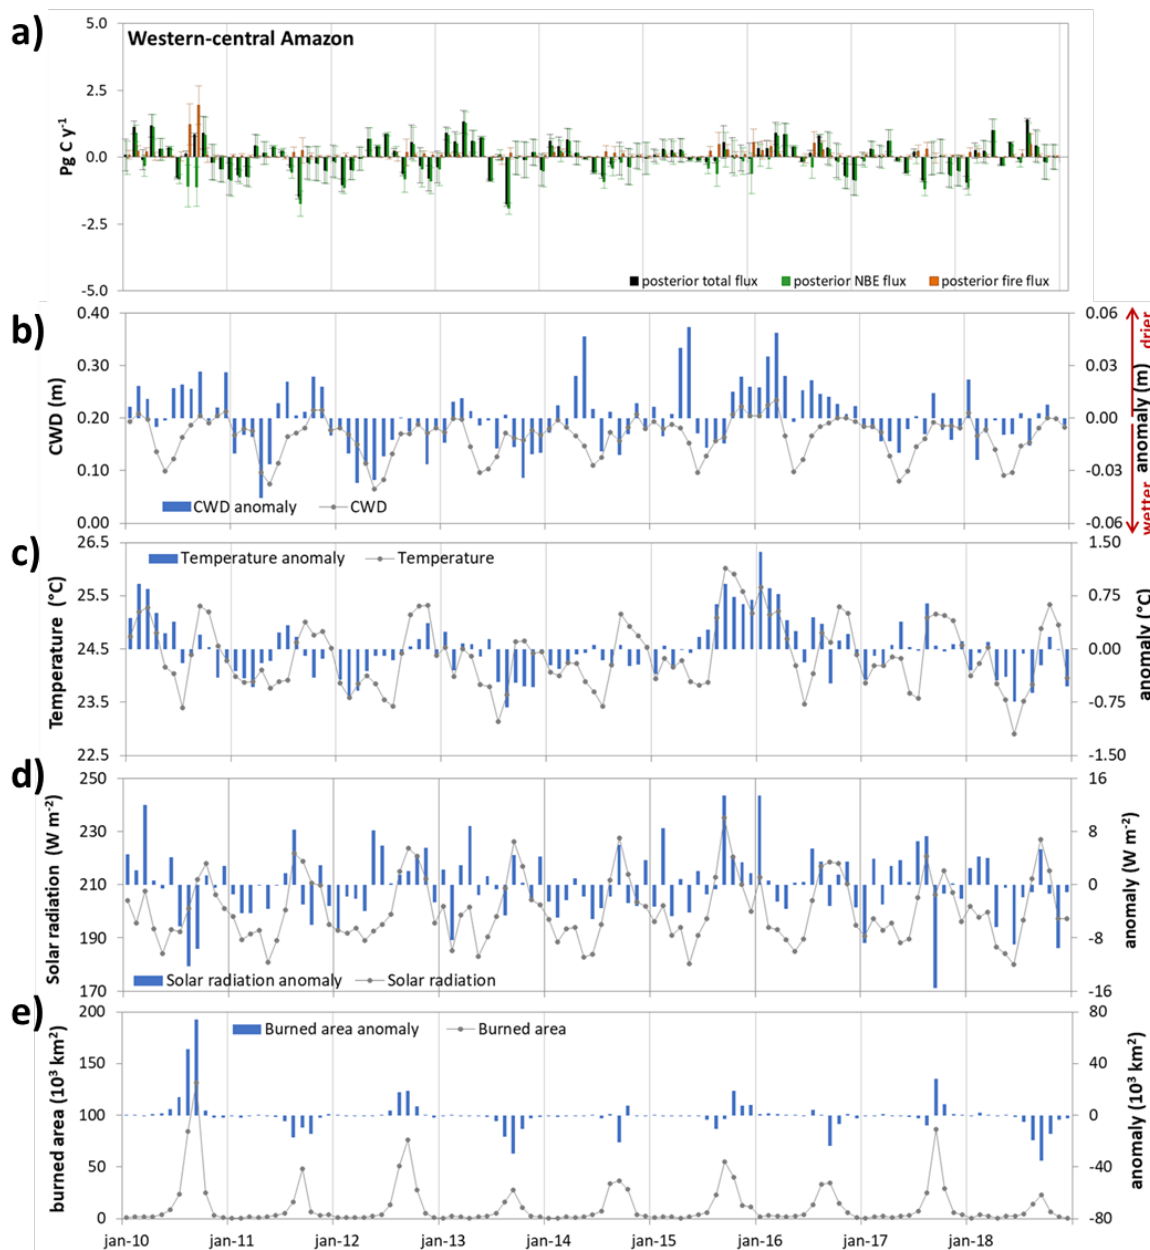 a)
Western-central Amazon
5.0
2.5
0.0
-2.5
-5.0
Pg C y⁻¹
posterior total flux posterior NBE flux posterior fire flux
b)
0.40
0.30
0.20
0.10
0.00
CWD (m)
CWD anomaly CWD
0.06
0.03
0.00
-0.03
-0.06
anomaly (m)
drier
wetter
c)
26.5
25.5
24.5
23.5
22.5
Temperature (°C)
Temperature anomaly Temperature
1.50
0.75
0.00
-0.75
-1.50
anomaly (°C)
d)
250
230
210
190
170
Solar radiation (W m⁻²)
Solar radiation anomaly Solar radiation
16
8
0
-8
-16
anomaly (W m⁻²)
e)
200
150
100
50
0
burned area (10³ km²)
Burned area anomaly Burned area
80
40
0
-40
-80
anomaly (10³ km²)
jan-10 jan-11 jan-12 jan-13 jan-14 jan-15 jan-16 jan-17 jan-18